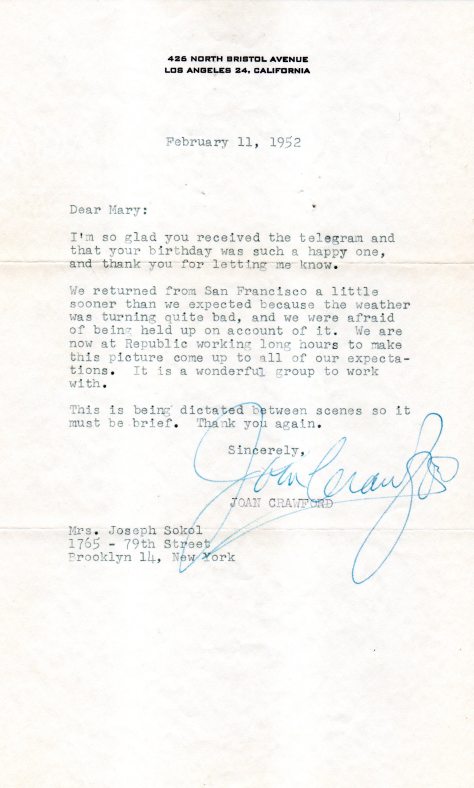 426 NORTH BRISTOL AVENUE
LOS ANGELES 24, CALIFORNIA
February 11, 1952
Dear Mary:
I'm so glad you received the telegram and
that your birthday was such a happy one,
and thank you for letting me know.
We returned from San Francisco a little
sooner than we expected because the weather
was turning quite bad, and we were afraid
of being held up on account of it. We are
now at Republic working long hours to make
this picture come up to all of our expecta-
tions. It is a wonderful group to work
with.
This is being dictated between scenes so it
must be brief. Thank you again.
Sincerely,
Joan Crawford
JOAN CRAWFORD
Mrs. Joseph Sokol
1765 - 79th Street
Brooklyn 14, New York